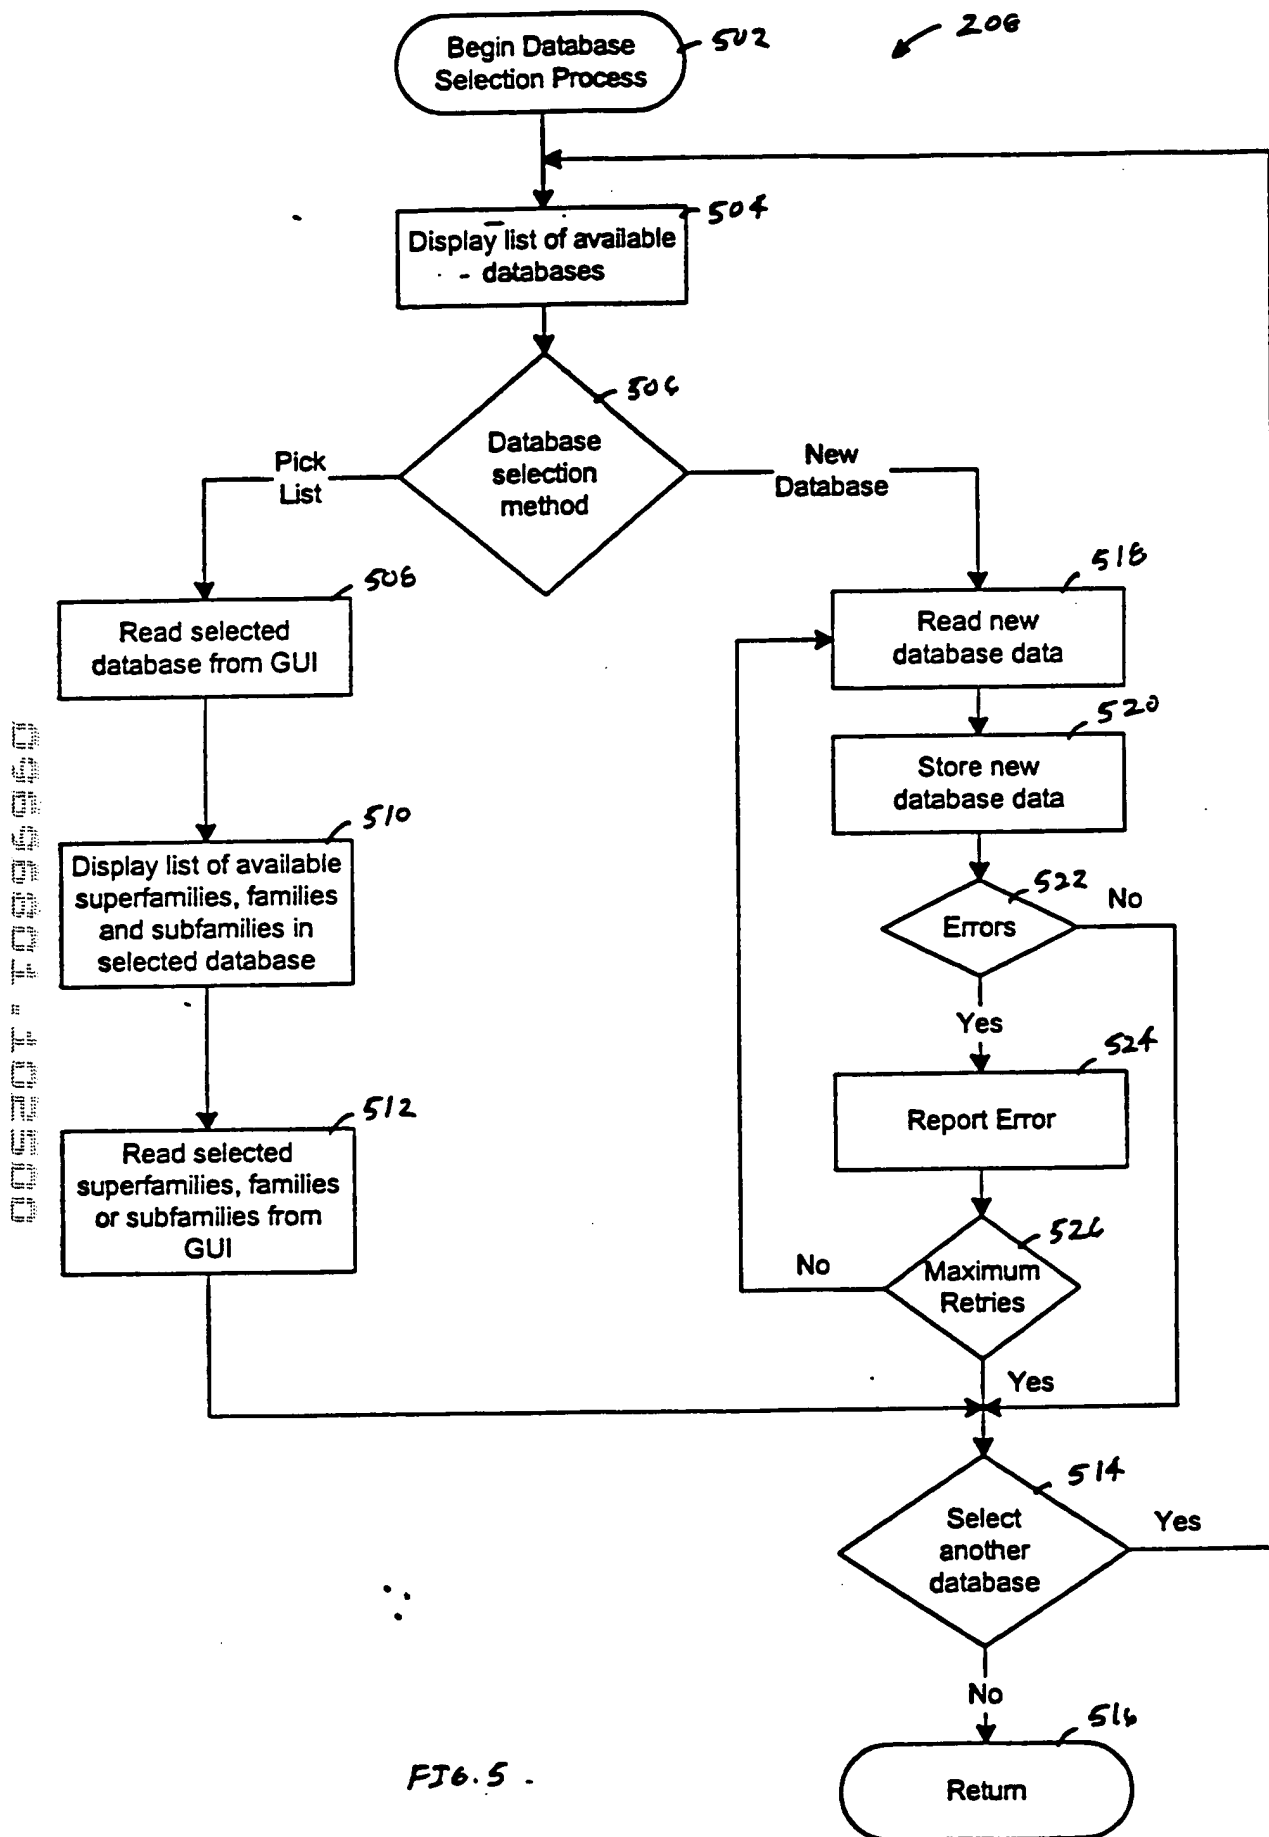 Begin Database
Selection Process
502
208
Display list of available
databases
504
Database
selection
method
506
Pick
List
New
Database
Read selected
database from GUI
508
Read new
database data
518
Store new
database data
520
Display list of available
superfamilies, families
and subfamilies in
selected database
510
Errors
522
No
Yes
Report Error
524
Read selected
superfamilies, families
or subfamilies from
GUI
512
Maximum
Retries
526
No
Yes
Select
another
database
514
Yes
No
Return
516
FIG. 5